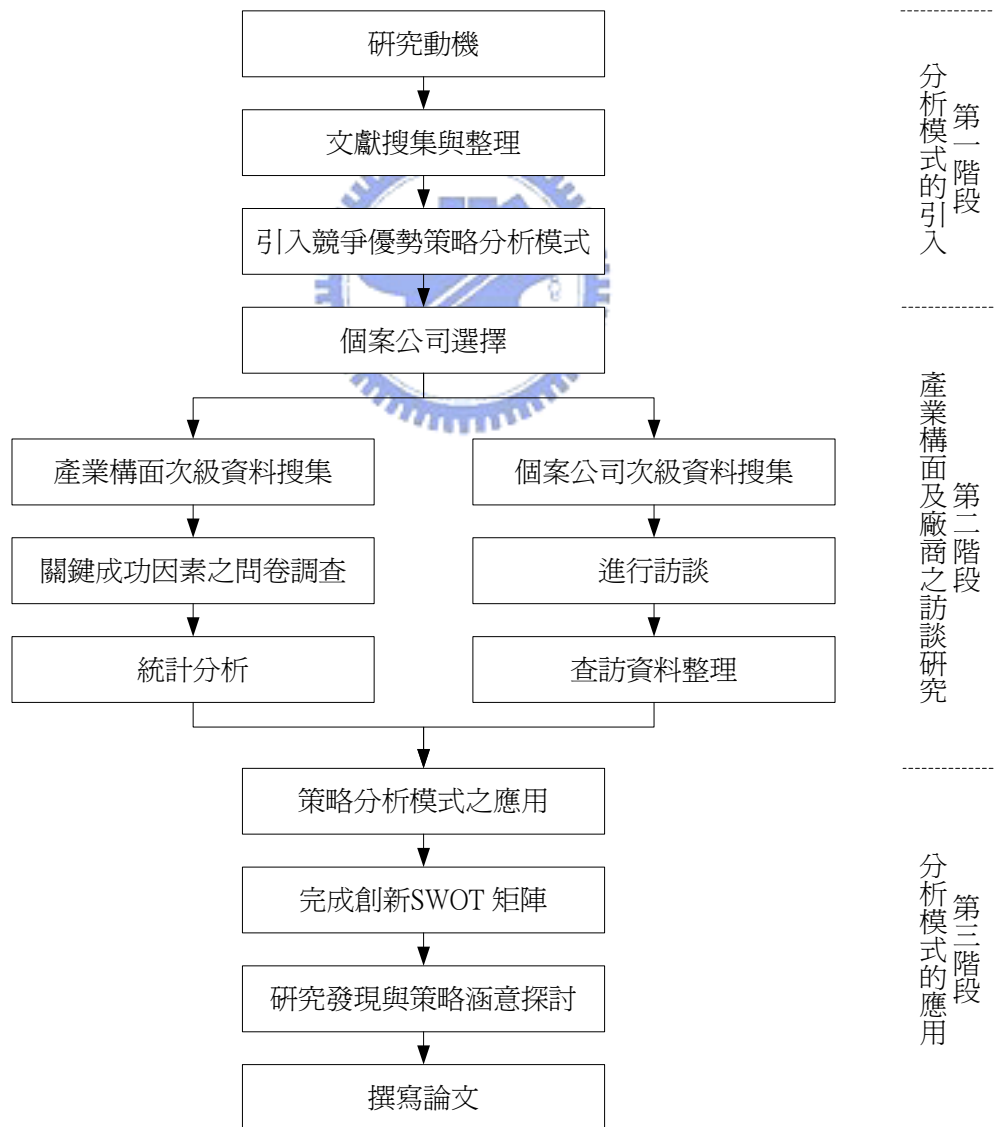 研究動機
文獻搜集與整理
引入競爭優勢策略分析模式
第一階段
分析模式的引入
個案公司選擇
產業構面次級資料搜集
個案公司次級資料搜集
關鍵成功因素之問卷調查
進行訪談
統計分析
查訪資料整理
第二階段
產業構面及廠商之訪談研究
策略分析模式之應用
完成創新SWOT 矩陣
研究發現與策略涵意探討
撰寫論文
第三階段
分析模式的應用